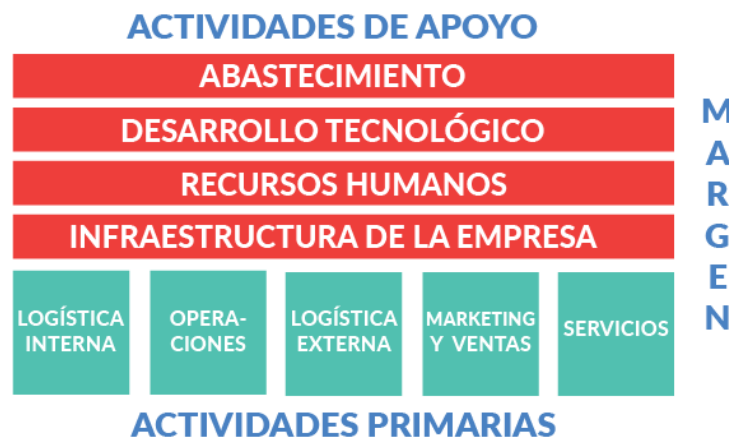 ACTIVIDADES DE APOYO
ABASTECIMIENTO
DESARROLLO TECNOLÓGICO
RECURSOS HUMANOS
INFRAESTRUCTURA DE LA EMPRESA
LOGÍSTICA
INTERNA
OPERA-
CIONES
LOGÍSTICA
EXTERNA
MARKETING
Y VENTAS
SERVICIOS
ACTIVIDADES PRIMARIAS
M
A
R
G
E
N